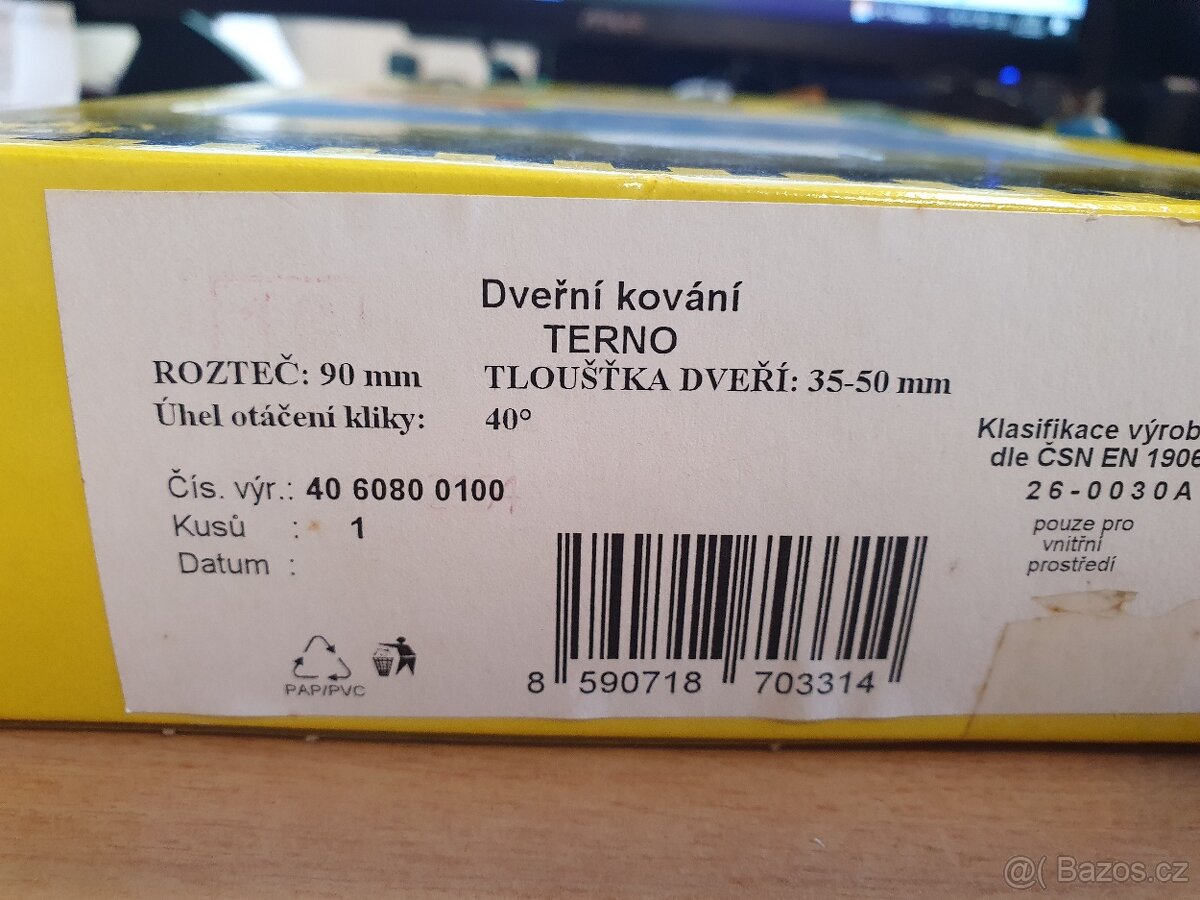 Dveřní kování
TERNO
ROZTEČ: 90 mm TLOUŠŤKA DVEŘÍ: 35-50 mm
Úhel otáčení kliky: 40°
Klasifikace výrob
dle ČSN EN 1906
26-0030A
pouze pro
vnitřní
prostředí
Čís. výr.: 40 6080 0100
Kusů : 1
Datum :
PAP/PVC
8 590718 703314
@( Bazos.cz